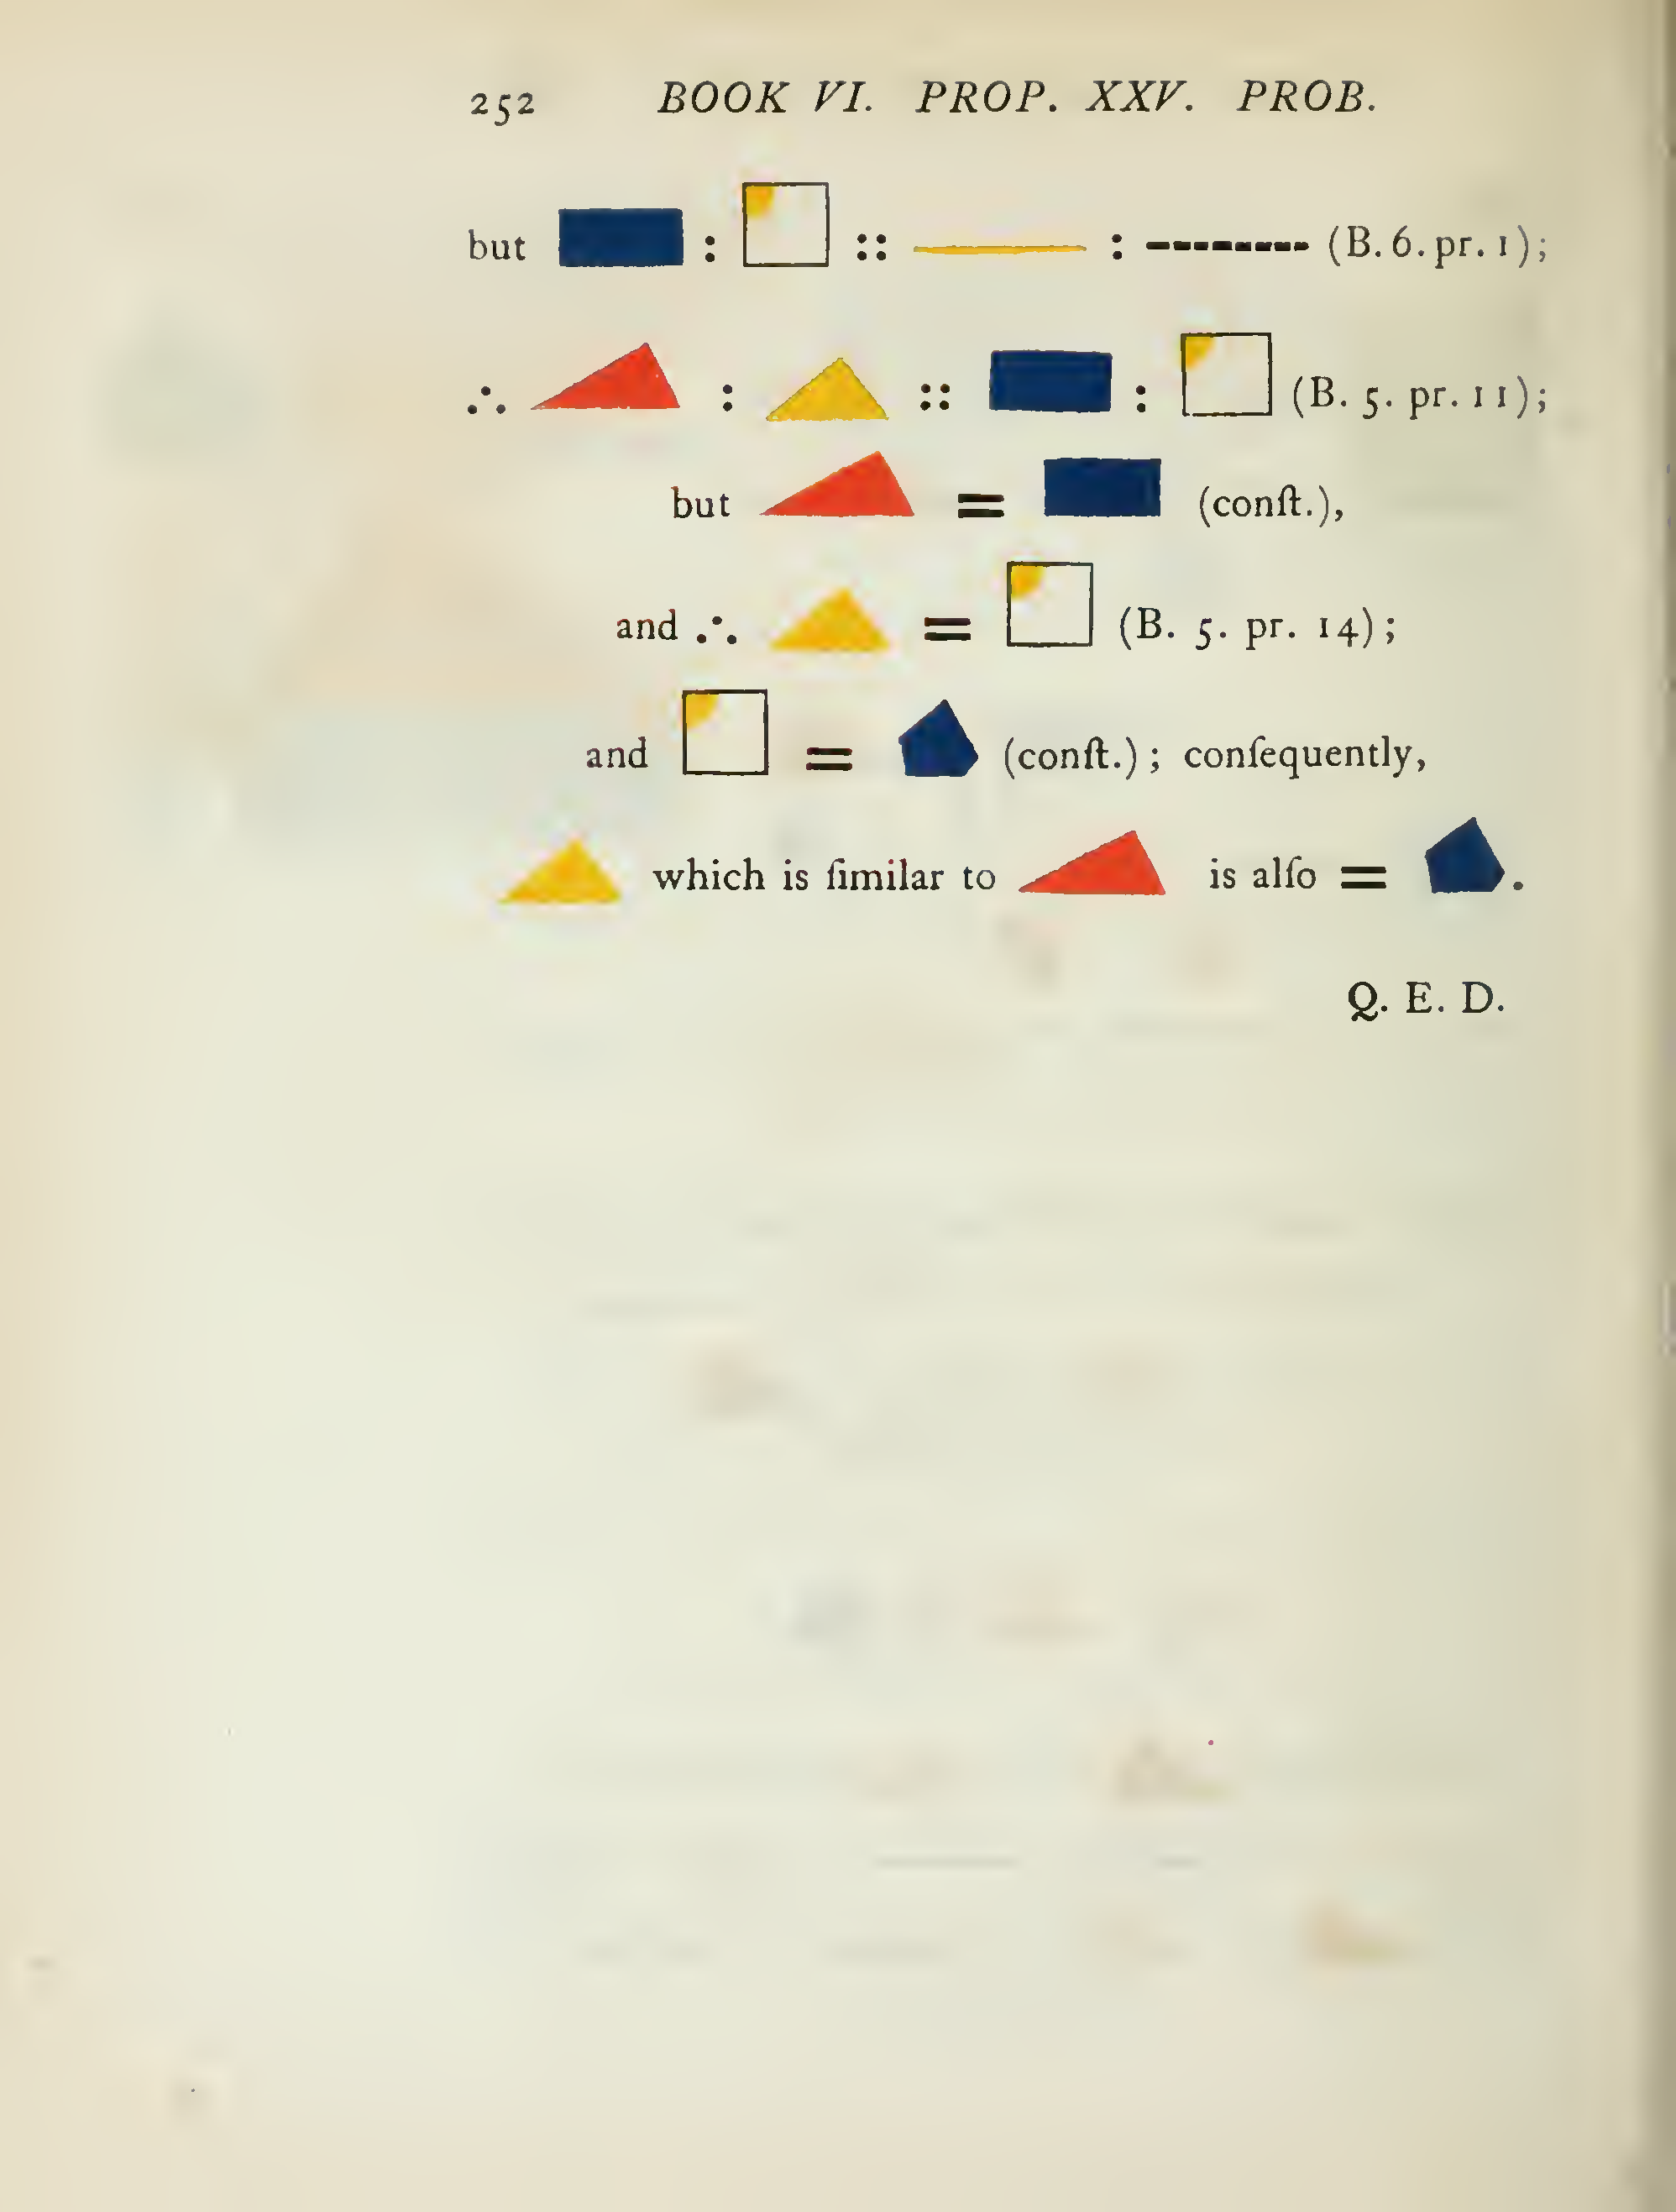 252 BOOK VI. PROP. XXV. PROB.
but : :: : (B. 6. pr. 1);
∴ : :: : (B. 5. pr. 11);
but = (conſt.),
and ∴ = (B. 5. pr. 14);
and = (conſt.); conſequently,
which is ſimilar to is alſo = .
Q. E. D.